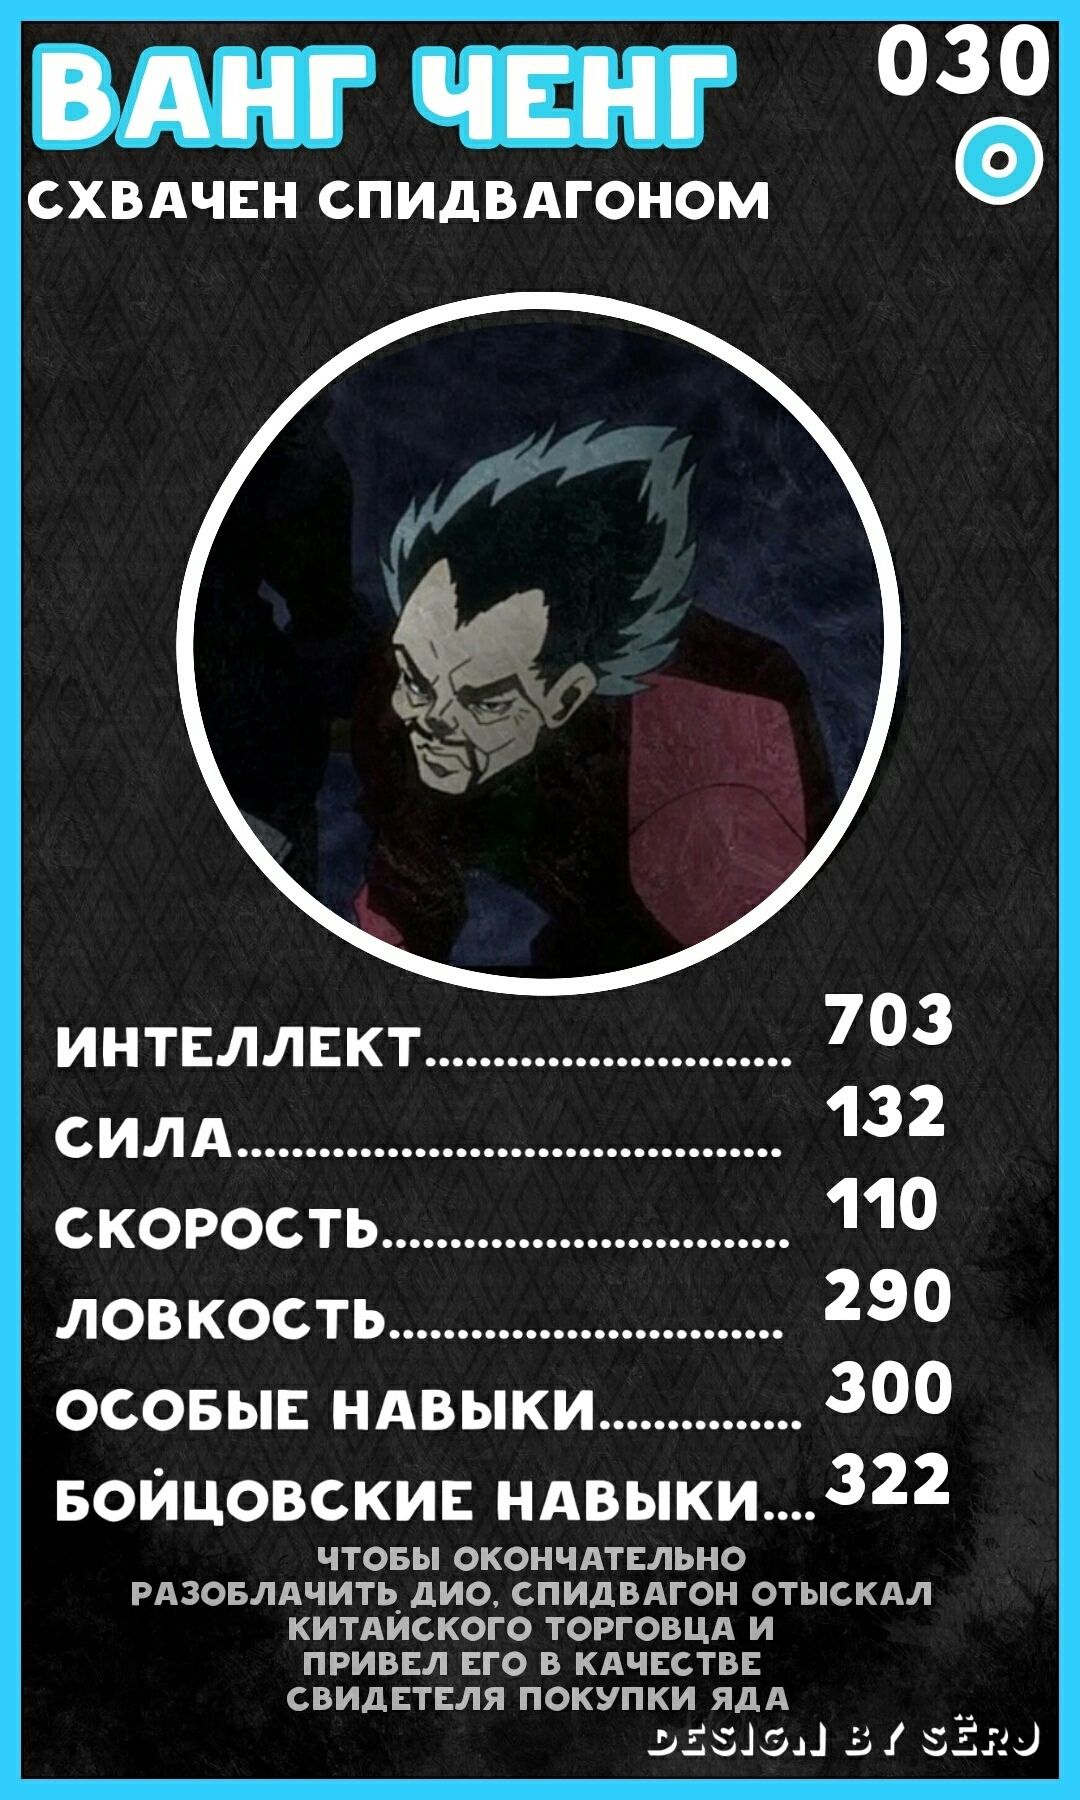 ВАНГ ЧЕНГ
030
О
СХВАЧЕН СПИДВАГОНОМ
ИНТЕЛЛЕКТ........................... 703
СИЛА........................................ 132
СКОРОСТЬ.............................. 110
ЛОВКОСТЬ............................. 290
ОСОБЫЕ НАВЫКИ............... 300
БОЙЦОВСКИЕ НАВЫКИ.... 322
ЧТОБЫ ОКОНЧАТЕЛЬНО
РАЗОБЛАЧИТЬ ДИО, СПИДВАГОН ОТЫСКАЛ
КИТАЙСКОГО ТОРГОВЦА И
ПРИВЕЛ ЕГО В КАЧЕСТВЕ
СВИДЕТЕЛЯ ПОКУПКИ ЯДА
DESIGN BY SЁRJ